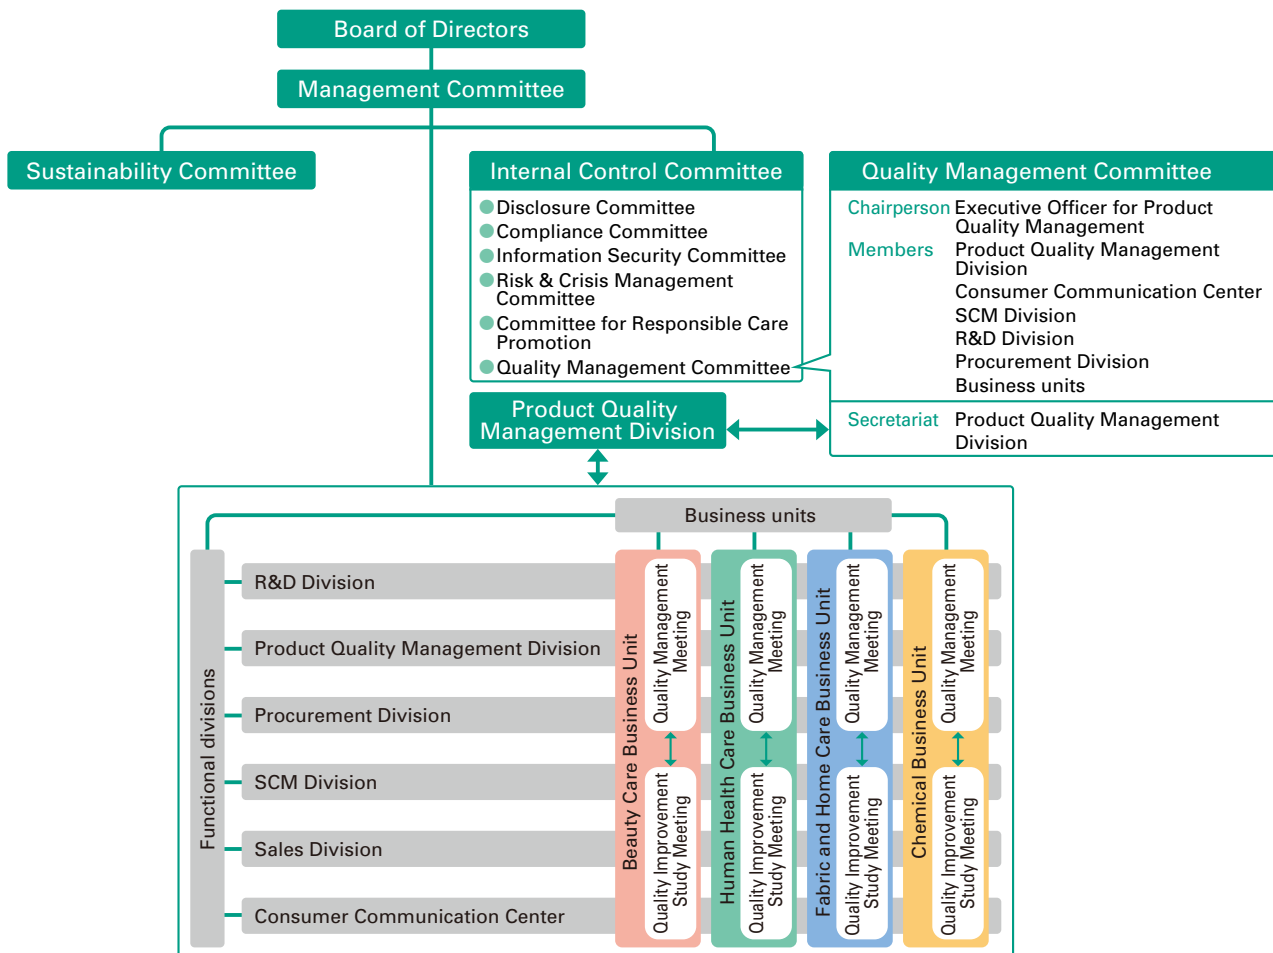 Board of Directors
Management Committee
Sustainability Committee
Internal Control Committee
Disclosure Committee
Compliance Committee
Information Security Committee
Risk & Crisis Management
Committee
Committee for Responsible Care
Promotion
Quality Management Committee
Quality Management Committee
Chairperson Executive Officer for Product
Quality Management
Members Product Quality Management
Division
Consumer Communication Center
SCM Division
R&D Division
Procurement Division
Business units
Secretariat Product Quality Management
Division
Product Quality
Management Division
Business units
Functional divisions
R&D Division
Product Quality Management Division
Procurement Division
SCM Division
Sales Division
Consumer Communication Center
Beauty Care Business Unit
Quality Management
Meeting
Quality Improvement
Study Meeting
Human Health Care Business Unit
Quality Management
Meeting
Quality Improvement
Study Meeting
Fabric and Home Care Business Unit
Quality Management
Meeting
Quality Improvement
Study Meeting
Chemical Business Unit
Quality Management
Meeting
Quality Improvement
Study Meeting